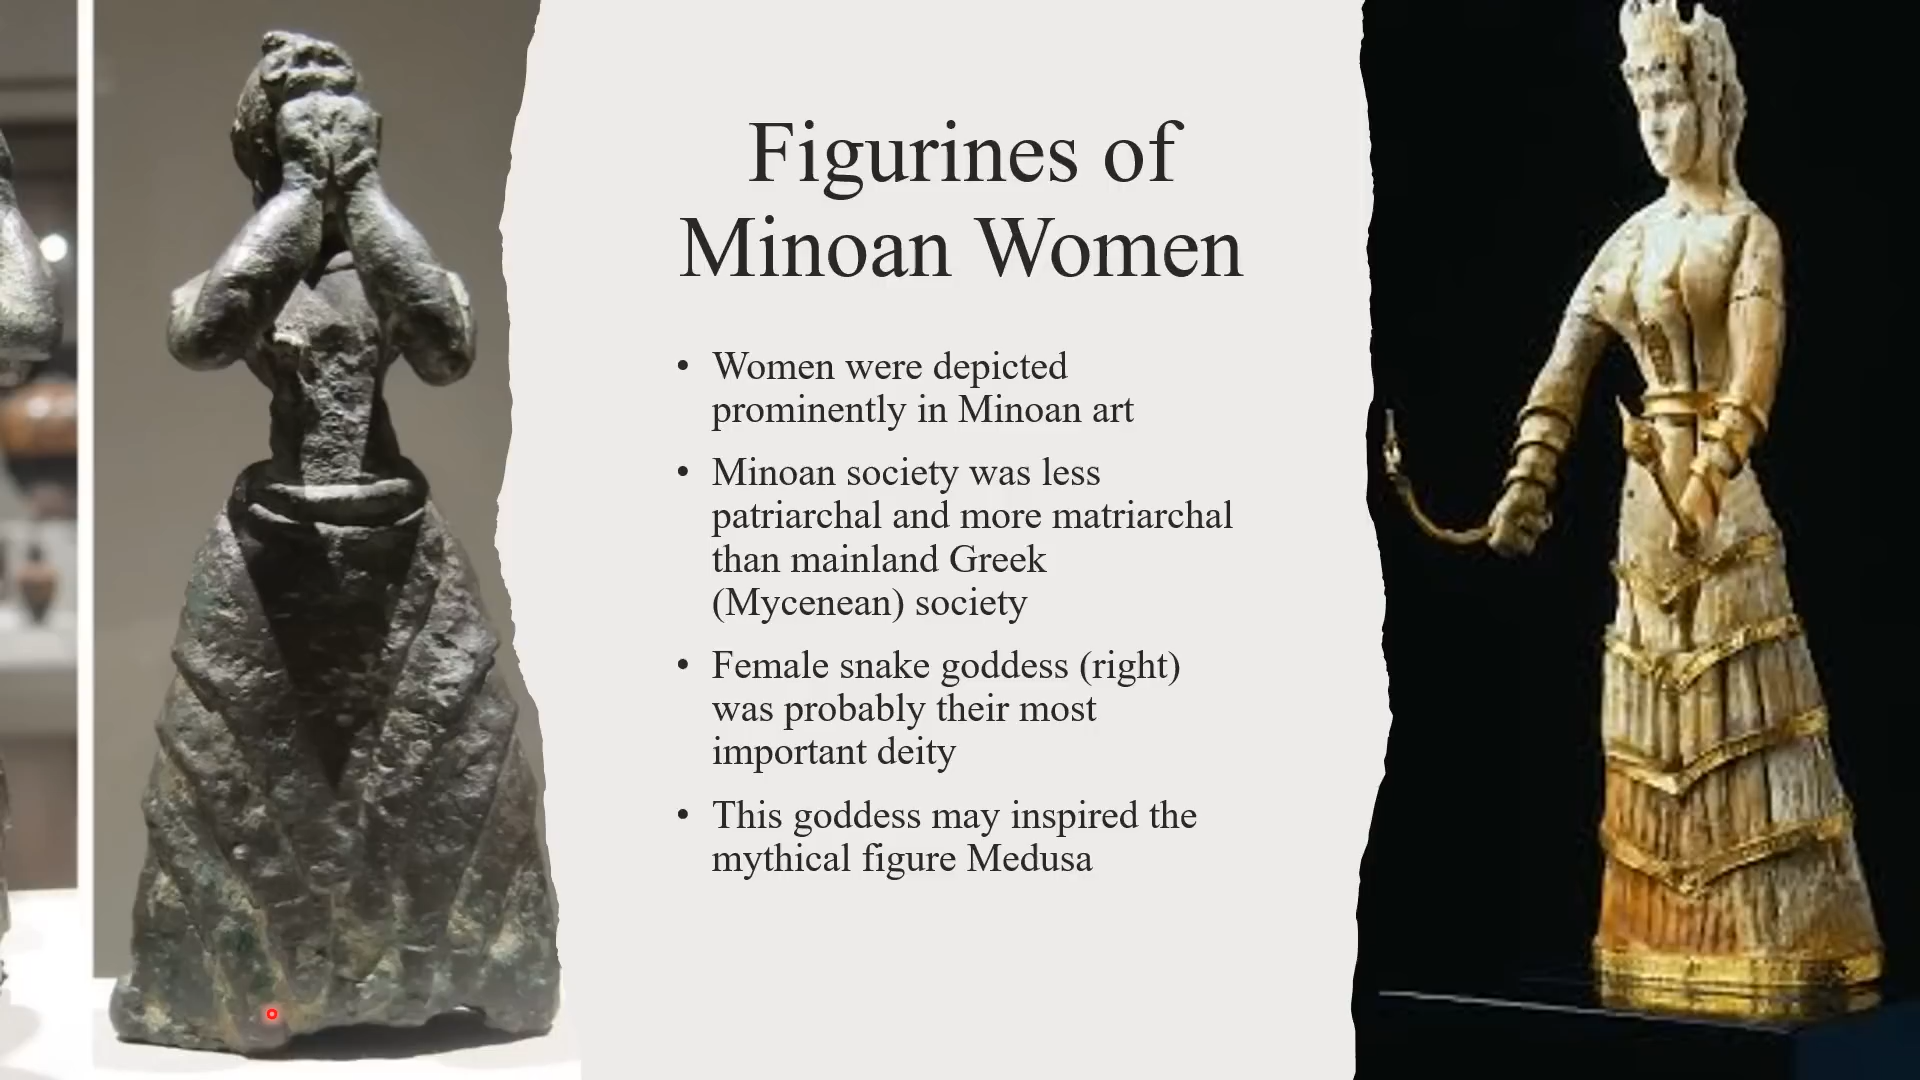 Figurines of
Minoan Women
• Women were depicted
prominently in Minoan art
• Minoan society was less
patriarchal and more matriarchal
than mainland Greek
(Mycenean) society
• Female snake goddess (right)
was probably their most
important deity
• This goddess may inspired the
mythical figure Medusa